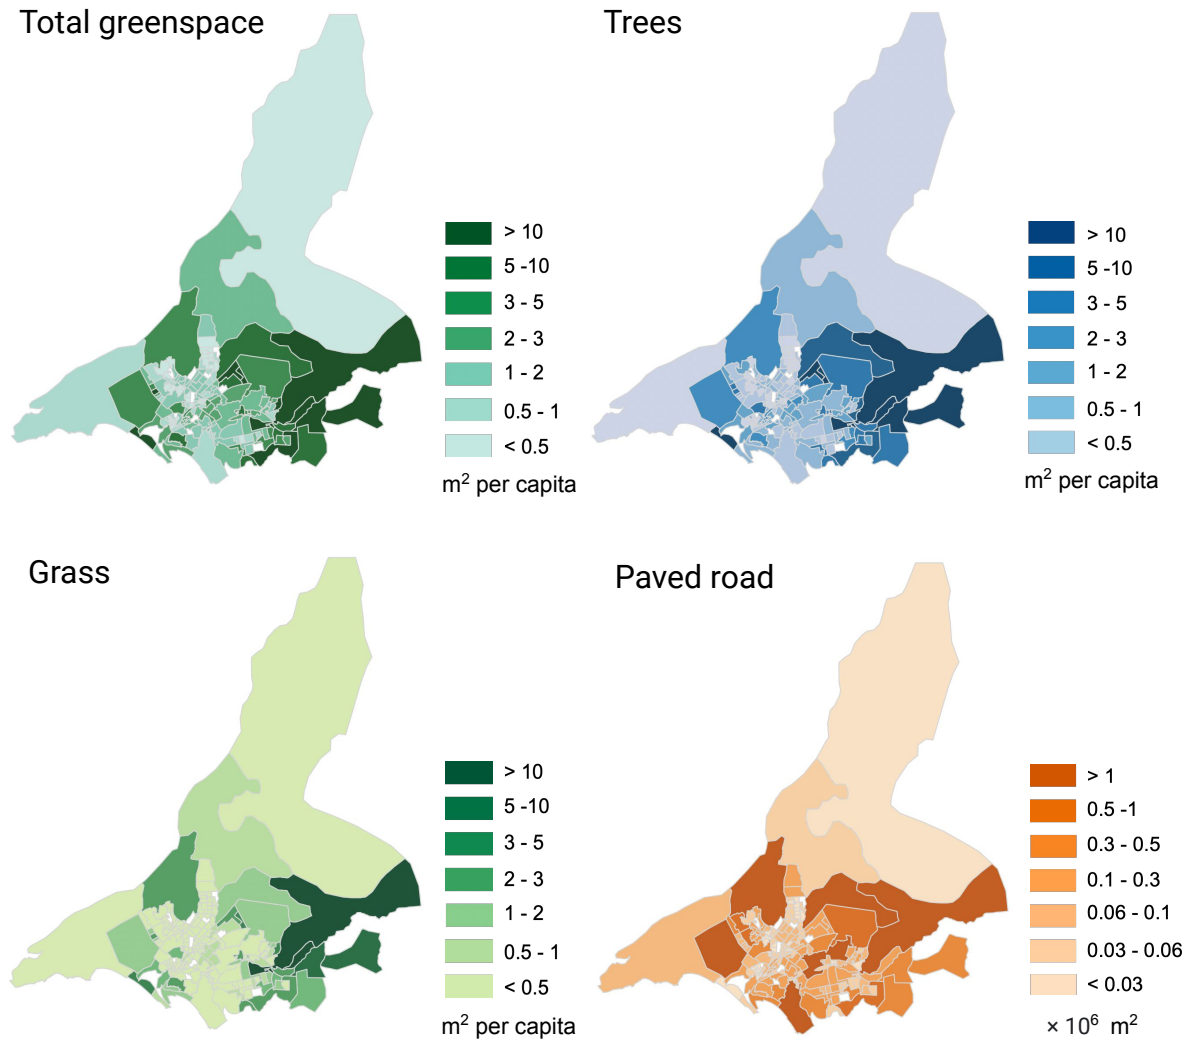 Total greenspace
> 10
5 -10
3 - 5
2 - 3
1 - 2
0.5 - 1
< 0.5
m² per capita
Trees
> 10
5 -10
3 - 5
2 - 3
1 - 2
0.5 - 1
< 0.5
m² per capita
Grass
> 10
5 -10
3 - 5
2 - 3
1 - 2
0.5 - 1
< 0.5
m² per capita
Paved road
> 1
0.5 -1
0.3 - 0.5
0.1 - 0.3
0.06 - 0.1
0.03 - 0.06
< 0.03
× 10⁶ m²